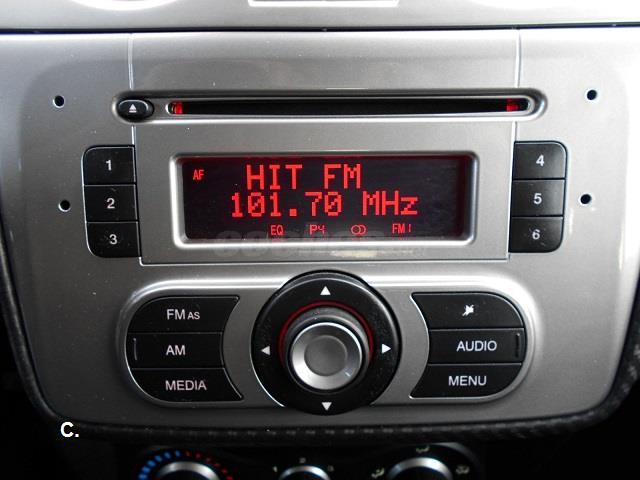 AF
HIT FM
101.70 MHz
EQ P4 FM1
1
2
3
4
5
6
FM AS
AM
MEDIA
AUDIO
MENU
C.